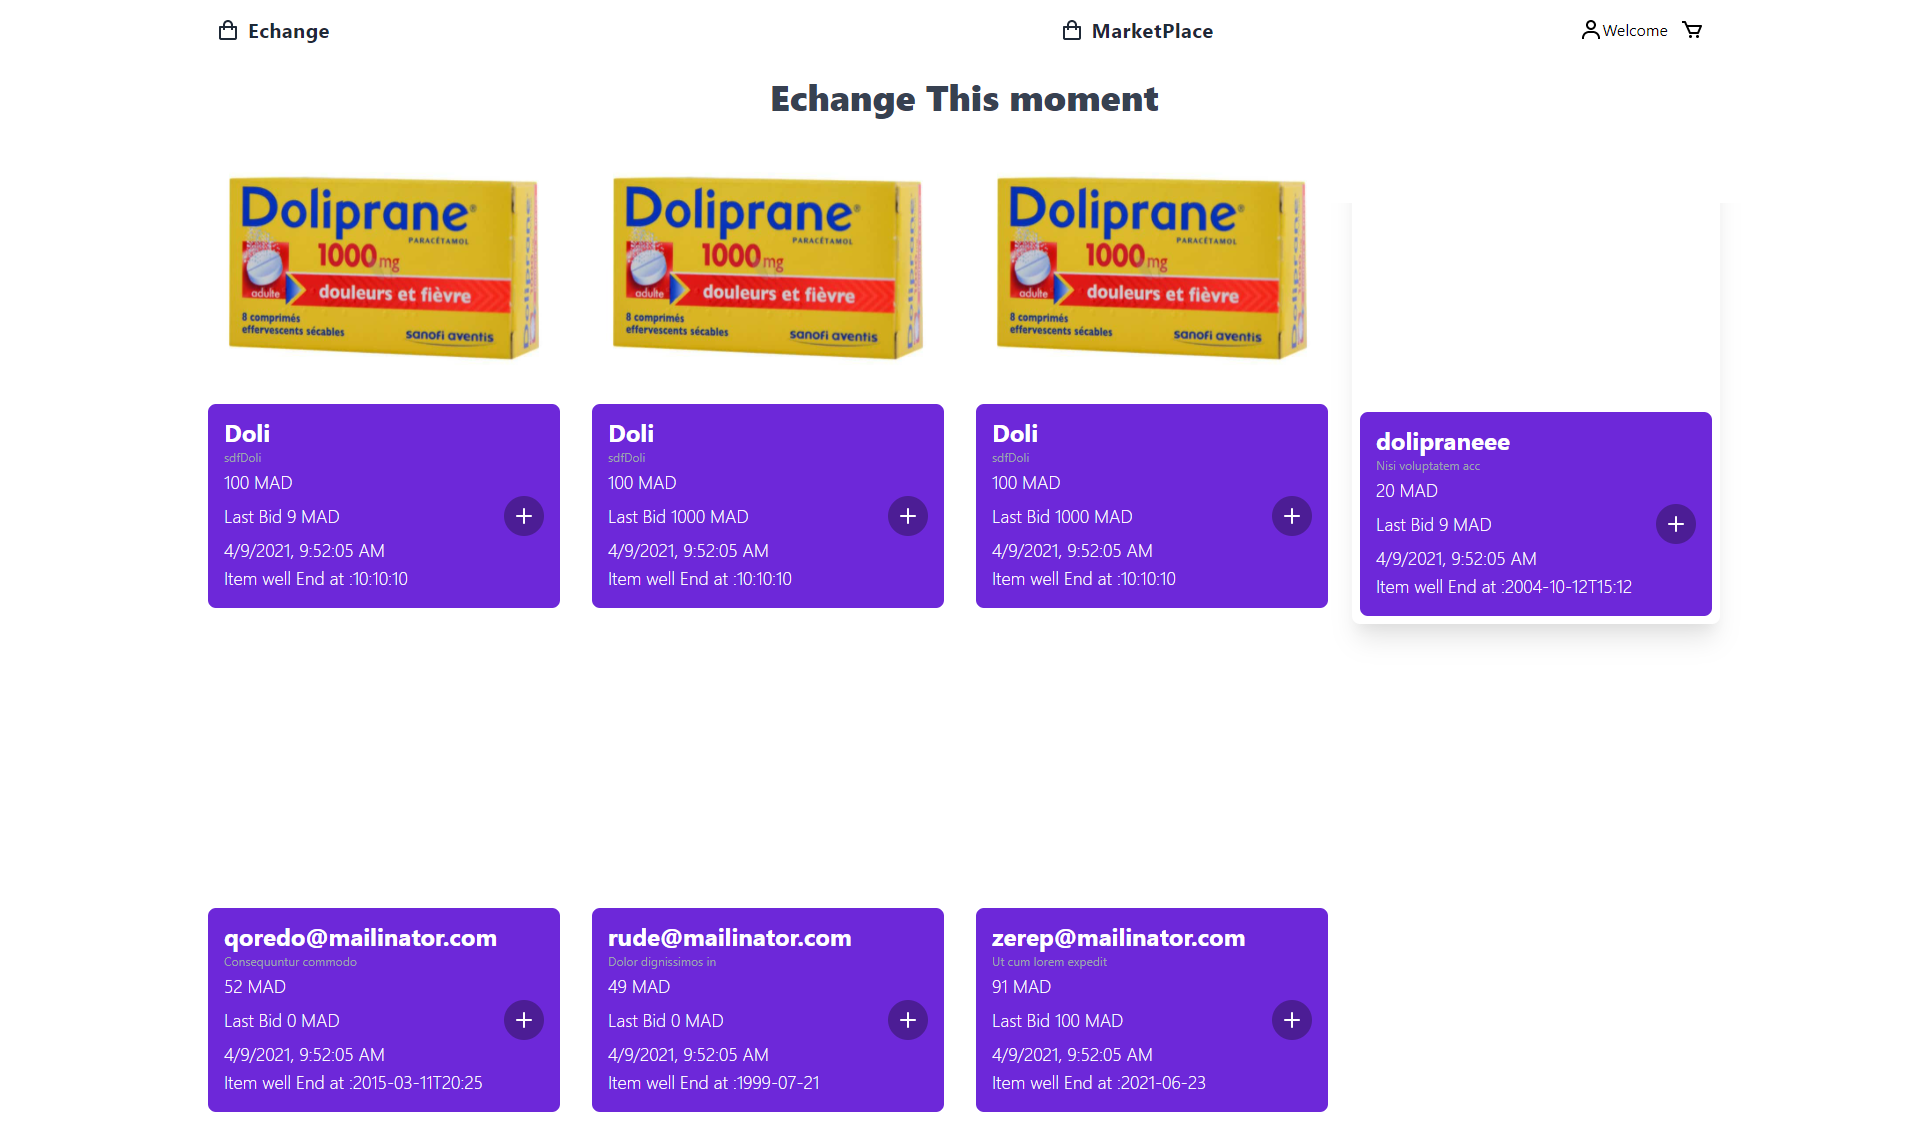 Echange
MarketPlace
Welcome
Echange This moment
Doliprane®
PARACÉTAMOL
1000 mg
adulte
douleurs et fièvre
8 comprimés
effervescents sécables
sanofi aventis
Doliprane
Doliprane®
PARACÉTAMOL
1000 mg
adulte
douleurs et fièvre
8 comprimés
effervescents sécables
sanofi aventis
Doliprane
Doliprane®
PARACÉTAMOL
1000 mg
adulte
douleurs et fièvre
8 comprimés
effervescents sécables
sanofi aventis
Doliprane
Doli
sdfDoli
100 MAD
Last Bid 9 MAD
4/9/2021, 9:52:05 AM
Item well End at :10:10:10
Doli
sdfDoli
100 MAD
Last Bid 1000 MAD
4/9/2021, 9:52:05 AM
Item well End at :10:10:10
Doli
sdfDoli
100 MAD
Last Bid 1000 MAD
4/9/2021, 9:52:05 AM
Item well End at :10:10:10
dolipraneee
Nisi voluptatem acc
20 MAD
Last Bid 9 MAD
4/9/2021, 9:52:05 AM
Item well End at :2004-10-12T15:12
qoredo@mailinator.com
Consequuntur commodo
52 MAD
Last Bid 0 MAD
4/9/2021, 9:52:05 AM
Item well End at :2015-03-11T20:25
rude@mailinator.com
Dolor dignissimos in
49 MAD
Last Bid 0 MAD
4/9/2021, 9:52:05 AM
Item well End at :1999-07-21
zerep@mailinator.com
Ut cum lorem expedit
91 MAD
Last Bid 100 MAD
4/9/2021, 9:52:05 AM
Item well End at :2021-06-23